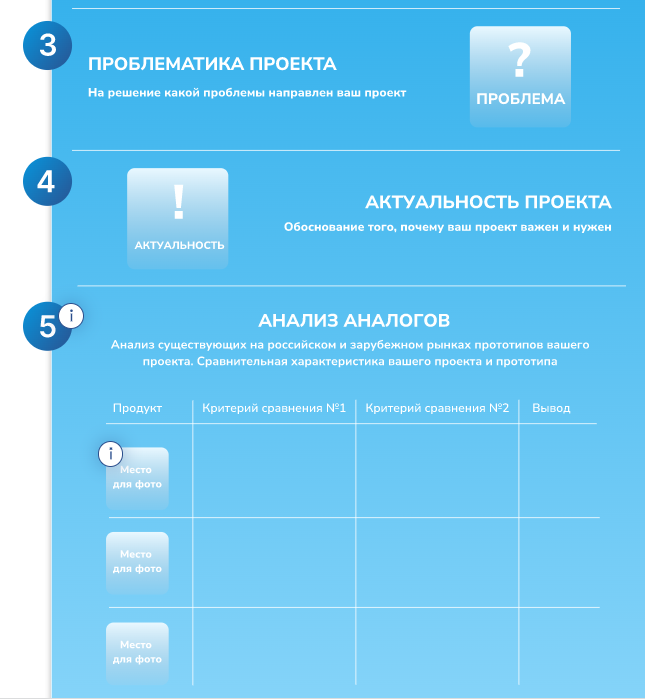 3
ПРОБЛЕМАТИКА ПРОЕКТА
На решение какой проблемы направлен ваш проект
?
ПРОБЛЕМА
4
!
АКТУАЛЬНОСТЬ
АКТУАЛЬНОСТЬ ПРОЕКТА
Обоснование того, почему ваш проект важен и нужен
5
i
АНАЛИЗ АНАЛОГОВ
Анализ существующих на российском и зарубежном рынках прототипов вашего
проекта. Сравнительная характеристика вашего проекта и прототипа
Продукт Критерий сравнения №1 Критерий сравнения №2 Вывод
i
Место
для фото
Место
для фото
Место
для фото